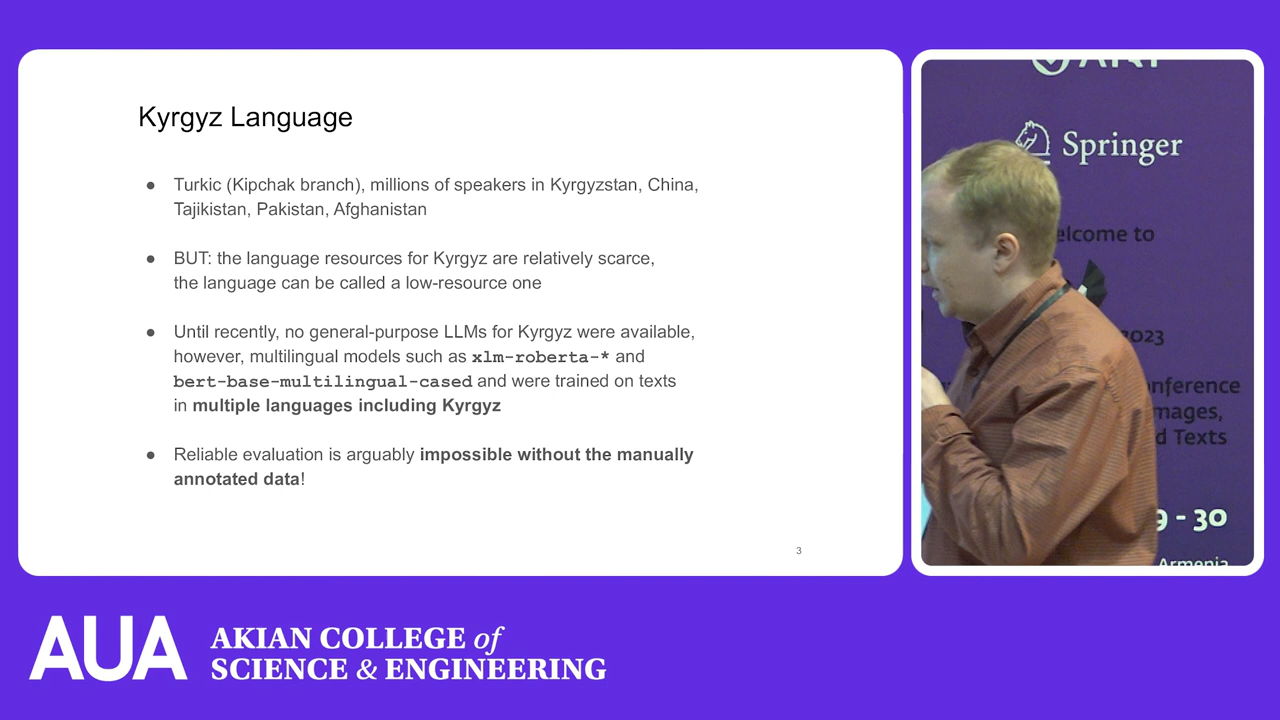 Kyrgyz Language
● Turkic (Kipchak branch), millions of speakers in Kyrgyzstan, China,
Tajikistan, Pakistan, Afghanistan
● BUT: the language resources for Kyrgyz are relatively scarce,
the language can be called a low-resource one
● Until recently, no general-purpose LLMs for Kyrgyz were available,
however, multilingual models such as xlm-roberta-* and
bert-base-multilingual-cased and were trained on texts
in multiple languages including Kyrgyz
● Reliable evaluation is arguably impossible without the manually
annotated data!
3
Springer
elcome to
2023
onference
mages,
d Texts
9 - 30
Armenia
AUA
AKIAN COLLEGE of
SCIENCE & ENGINEERING